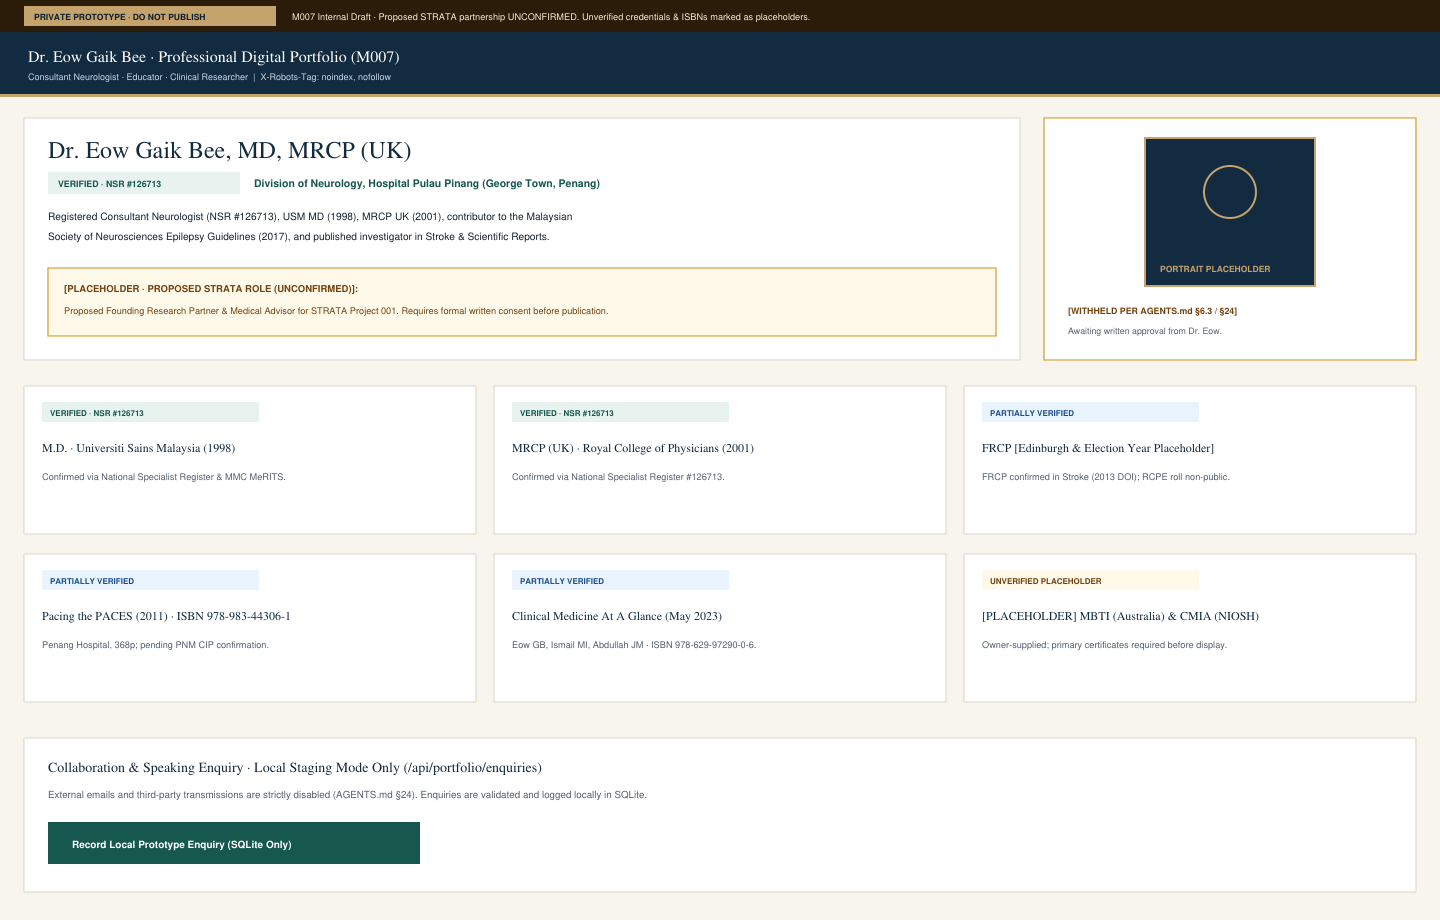 PRIVATE PROTOTYPE · DO NOT PUBLISH
M007 Internal Draft · Proposed STRATA partnership UNCONFIRMED. Unverified credentials & ISBNs marked as placeholders.
Dr. Eow Gaik Bee · Professional Digital Portfolio (M007)
Consultant Neurologist · Educator · Clinical Researcher | X-Robots-Tag: noindex, nofollow
Dr. Eow Gaik Bee, MD, MRCP (UK)
VERIFIED · NSR #126713
Division of Neurology, Hospital Pulau Pinang (George Town, Penang)
Registered Consultant Neurologist (NSR #126713), USM MD (1998), MRCP UK (2001), contributor to the Malaysian
Society of Neurosciences Epilepsy Guidelines (2017), and published investigator in Stroke & Scientific Reports.
[PLACEHOLDER · PROPOSED STRATA ROLE (UNCONFIRMED)]:
Proposed Founding Research Partner & Medical Advisor for STRATA Project 001. Requires formal written consent before publication.
PORTRAIT PLACEHOLDER
[WITHHELD PER AGENTS.md §6.3 / §24]
Awaiting written approval from Dr. Eow.
VERIFIED · NSR #126713
M.D. · Universiti Sains Malaysia (1998)
Confirmed via National Specialist Register & MMC MeRITS.
VERIFIED · NSR #126713
MRCP (UK) · Royal College of Physicians (2001)
Confirmed via National Specialist Register #126713.
PARTIALLY VERIFIED
FRCP [Edinburgh & Election Year Placeholder]
FRCP confirmed in Stroke (2013 DOI); RCPE roll non-public.
PARTIALLY VERIFIED
Pacing the PACES (2011) · ISBN 978-983-44306-1
Penang Hospital, 368p; pending PNM CIP confirmation.
PARTIALLY VERIFIED
Clinical Medicine At A Glance (May 2023)
Eow GB, Ismail MI, Abdullah JM · ISBN 978-629-97290-0-6.
UNVERIFIED PLACEHOLDER
[PLACEHOLDER] MBTI (Australia) & CMIA (NIOSH)
Owner-supplied; primary certificates required before display.
Collaboration & Speaking Enquiry · Local Staging Mode Only (/api/portfolio/enquiries)
External emails and third-party transmissions are strictly disabled (AGENTS.md §24). Enquiries are validated and logged locally in SQLite.
Record Local Prototype Enquiry (SQLite Only)